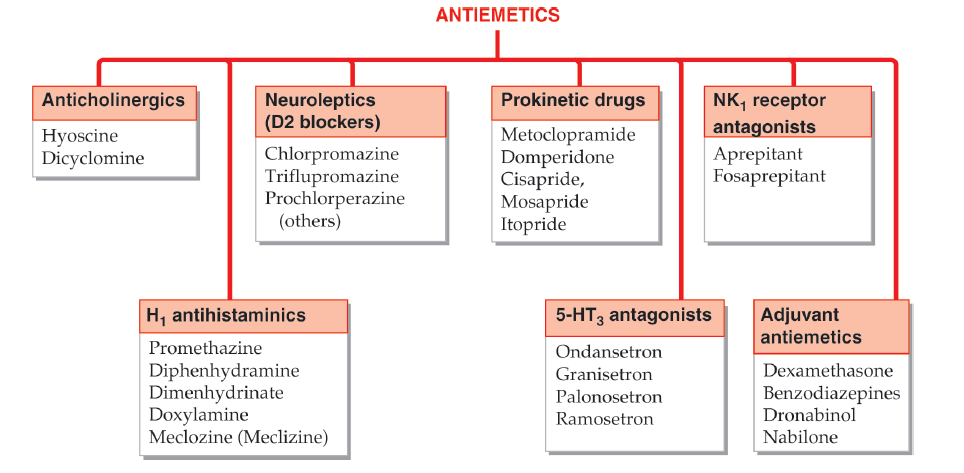 ANTIEMETICS
Anticholinergics
Hyoscine
Dicyclomine
Neuroleptics
(D2 blockers)
Chlorpromazine
Triflupromazine
Prochlorperazine
(others)
Prokinetic drugs
Metoclopramide
Domperidone
Cisapride,
Mosapride
Itopride
NK₁ receptor
antagonists
Aprepitant
Fosaprepitant
H₁ antihistaminics
Promethazine
Diphenhydramine
Dimenhydrinate
Doxylamine
Meclozine (Meclizine)
5-HT₃ antagonists
Ondansetron
Granisetron
Palonosetron
Ramosetron
Adjuvant
antiemetics
Dexamethasone
Benzodiazepines
Dronabinol
Nabilone